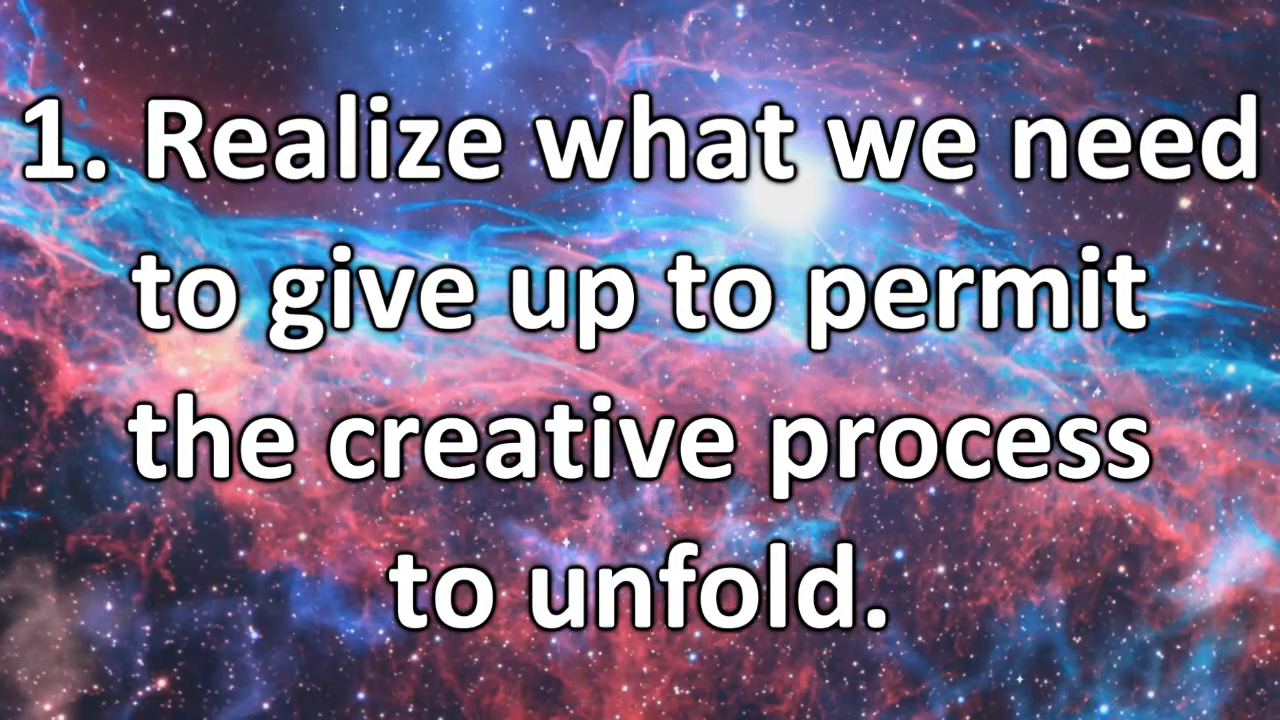 1. Realize what we need
to give up to permit
the creative process
to unfold.